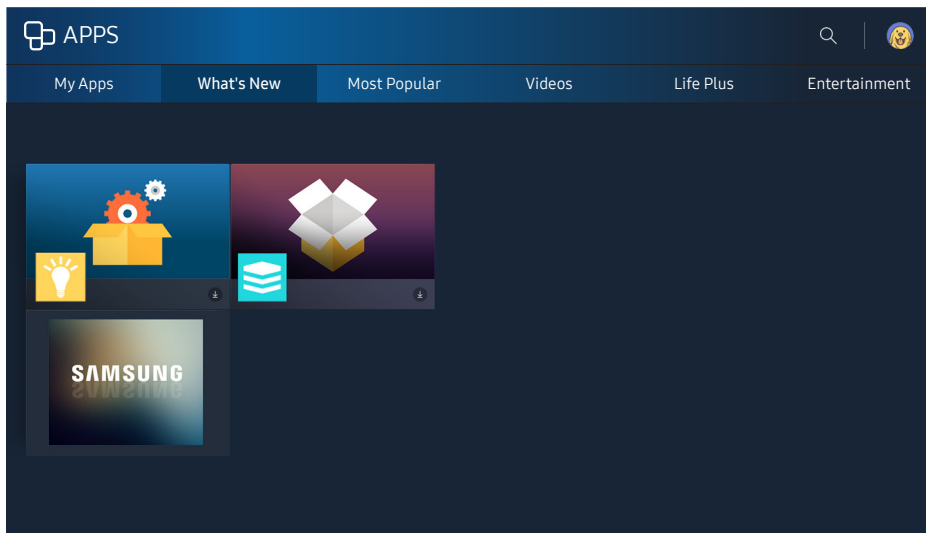 APPS
My Apps
What's New
Most Popular
Videos
Life Plus
Entertainment
SAMSUNG